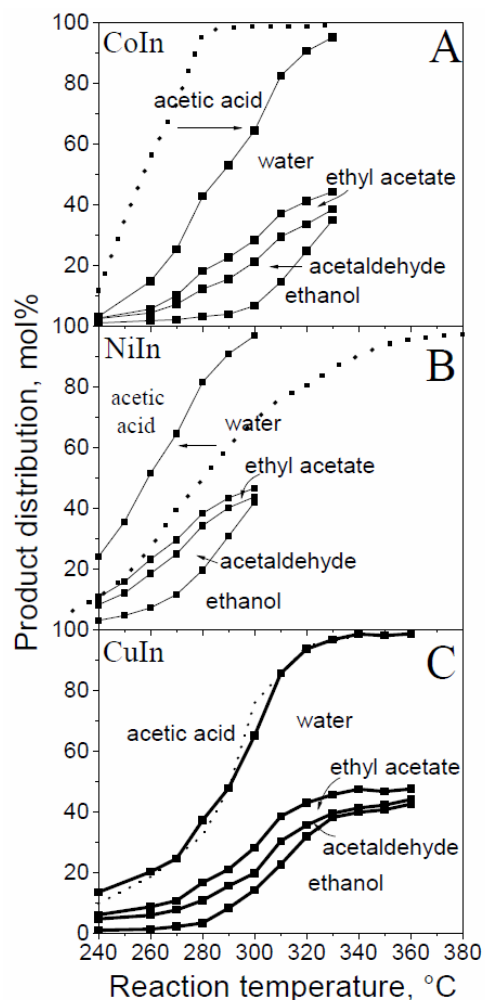 Product distribution, mol%
100
80
60
40
20
CoIn
A
acetic acid
water
ethyl acetate
acetaldehyde
ethanol
100
80
60
40
20
NiIn
B
acetic
acid
water
ethyl acetate
acetaldehyde
ethanol
100
80
60
40
20
0
CuIn
C
acetic acid
water
ethyl acetate
acetaldehyde
ethanol
240 260 280 300 320 340 360 380
Reaction temperature, °C